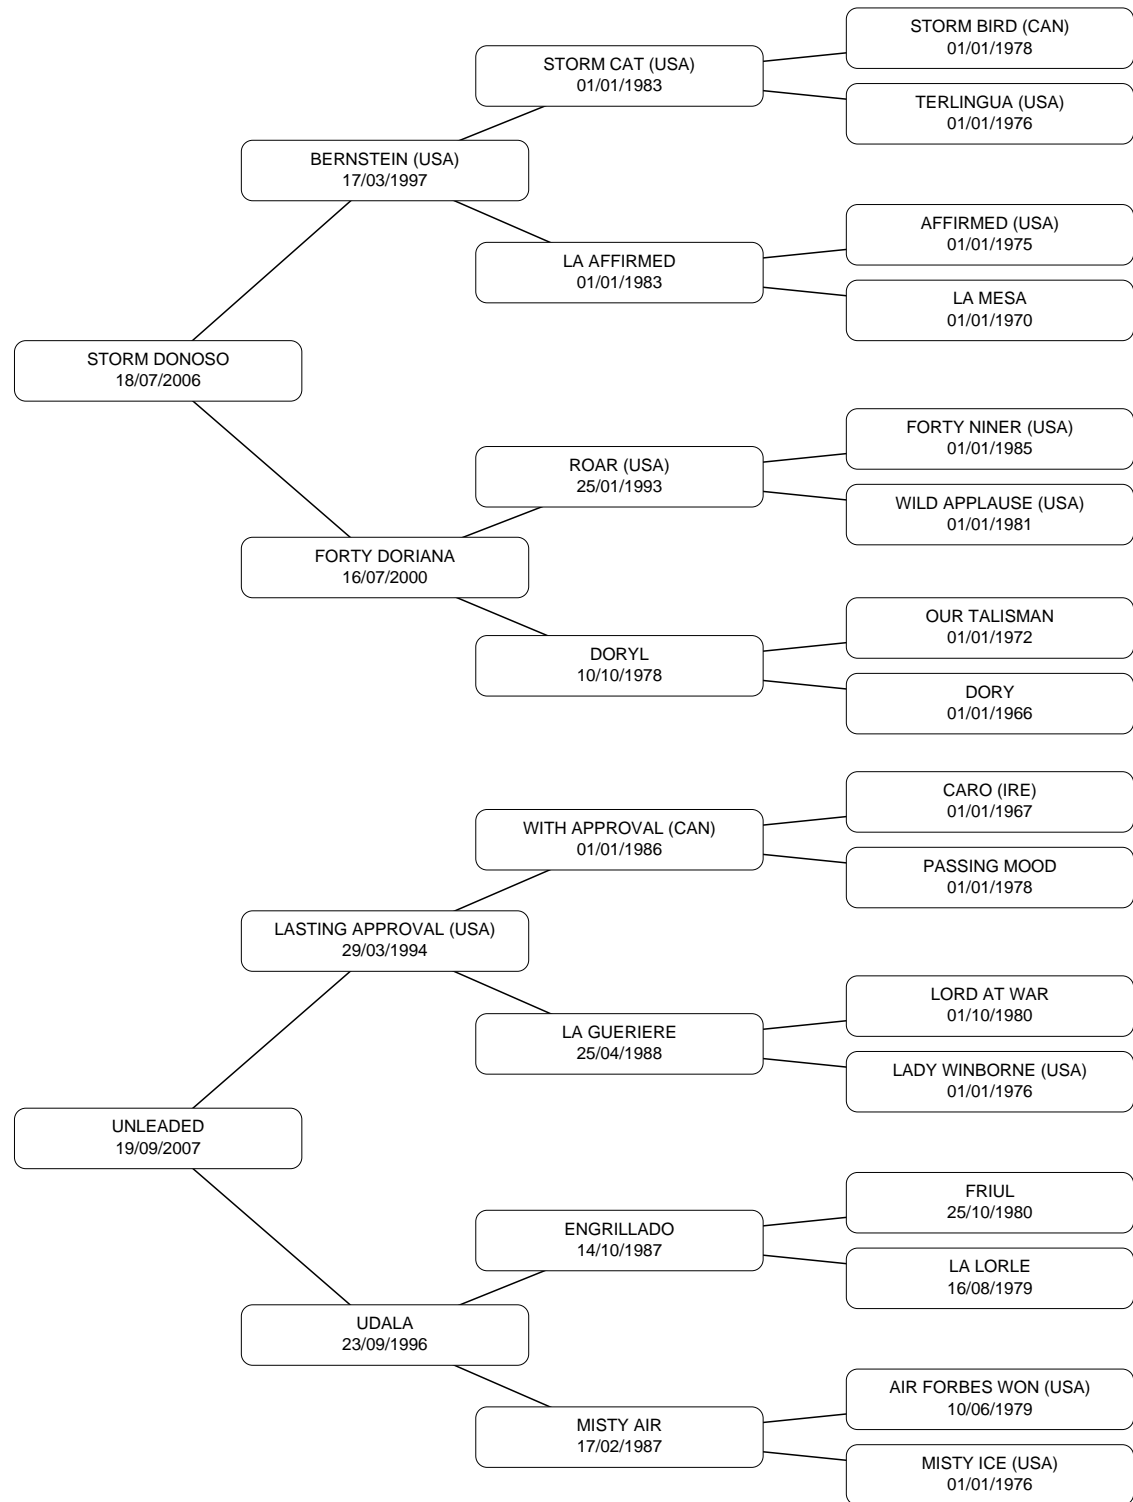 STORM BIRD (CAN)
01/01/1978
STORM CAT (USA)
01/01/1983
TERLINGUA (USA)
01/01/1976
BERNSTEIN (USA)
17/03/1997
AFFIRMED (USA)
01/01/1975
LA AFFIRMED
01/01/1983
LA MESA
01/01/1970
STORM DONOSO
18/07/2006
FORTY NINER (USA)
01/01/1985
ROAR (USA)
25/01/1993
WILD APPLAUSE (USA)
01/01/1981
FORTY DORIANA
16/07/2000
OUR TALISMAN
01/01/1972
DORYL
10/10/1978
DORY
01/01/1966
CARO (IRE)
01/01/1967
WITH APPROVAL (CAN)
01/01/1986
PASSING MOOD
01/01/1978
LASTING APPROVAL (USA)
29/03/1994
LORD AT WAR
01/10/1980
LA GUERIERE
25/04/1988
LADY WINBORNE (USA)
01/01/1976
UNLEADED
19/09/2007
FRIUL
25/10/1980
ENGRILLADO
14/10/1987
LA LORLE
16/08/1979
UDALA
23/09/1996
AIR FORBES WON (USA)
10/06/1979
MISTY AIR
17/02/1987
MISTY ICE (USA)
01/01/1976